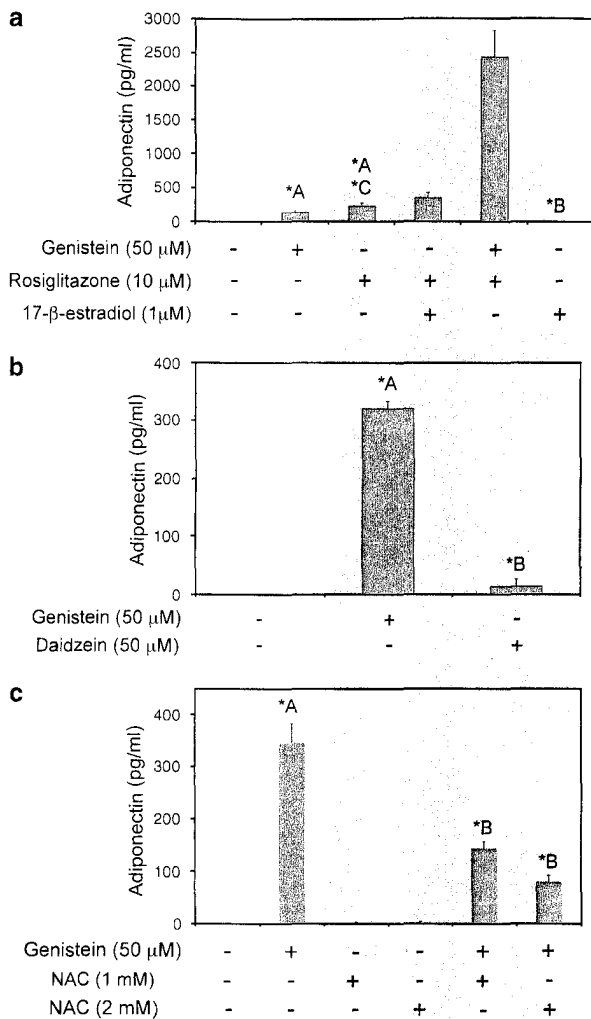 a
3000
2500
2000
1500
1000
500
0
Adiponectin (pg/ml)
*A
*A
*C
*B
Genistein (50 µM) - + - - + -
Rosiglitazone (10 µM) - - + + + -
17-β-estradiol (1µM) - - - + - +
b
400
300
200
100
0
Adiponectin (pg/ml)
*A
*B
Genistein (50 µM) - + -
Daidzein (50 µM) - - +
c
400
300
200
100
0
Adiponectin (pg/ml)
*A
*B
*B
Genistein (50 µM) - + - - + +
NAC (1 mM) - - + - + -
NAC (2 mM) - - - + - +